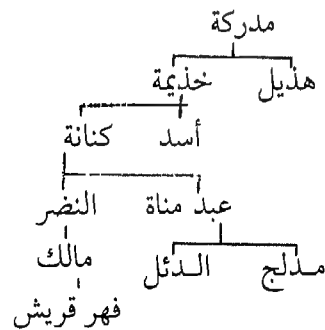 مدركة
هذيل خذيمة
أسد كنانة
عبد مناة النضر
مدلج الدئل مالك
فهر قريش